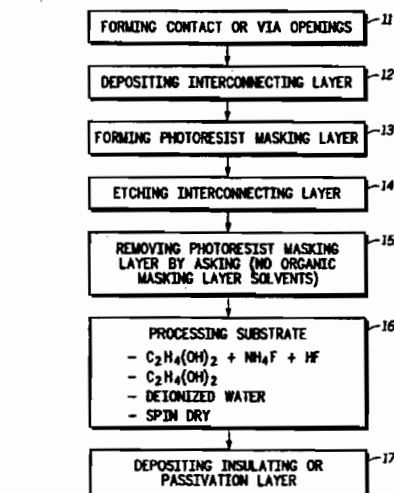 FORMING CONTACT OR VIA OPENINGS 11
DEPOSITING INTERCONNECTING LAYER 12
FORMING PHOTORESIST MASKING LAYER 13
ETCHING INTERCONNECTING LAYER 14
REMOVING PHOTORESIST MASKING 15
LAYER BY ASKING (NO ORGANIC
MASKING LAYER SOLVENTS)
PROCESSING SUBSTRATE 16
- C₂H₄(OH)₂ + NH₄F + HF
- C₂H₄(OH)₂
- DEIONIZED WATER
- SPIN DRY
DEPOSITING INSULATING OR 17
PASSIVATION LAYER